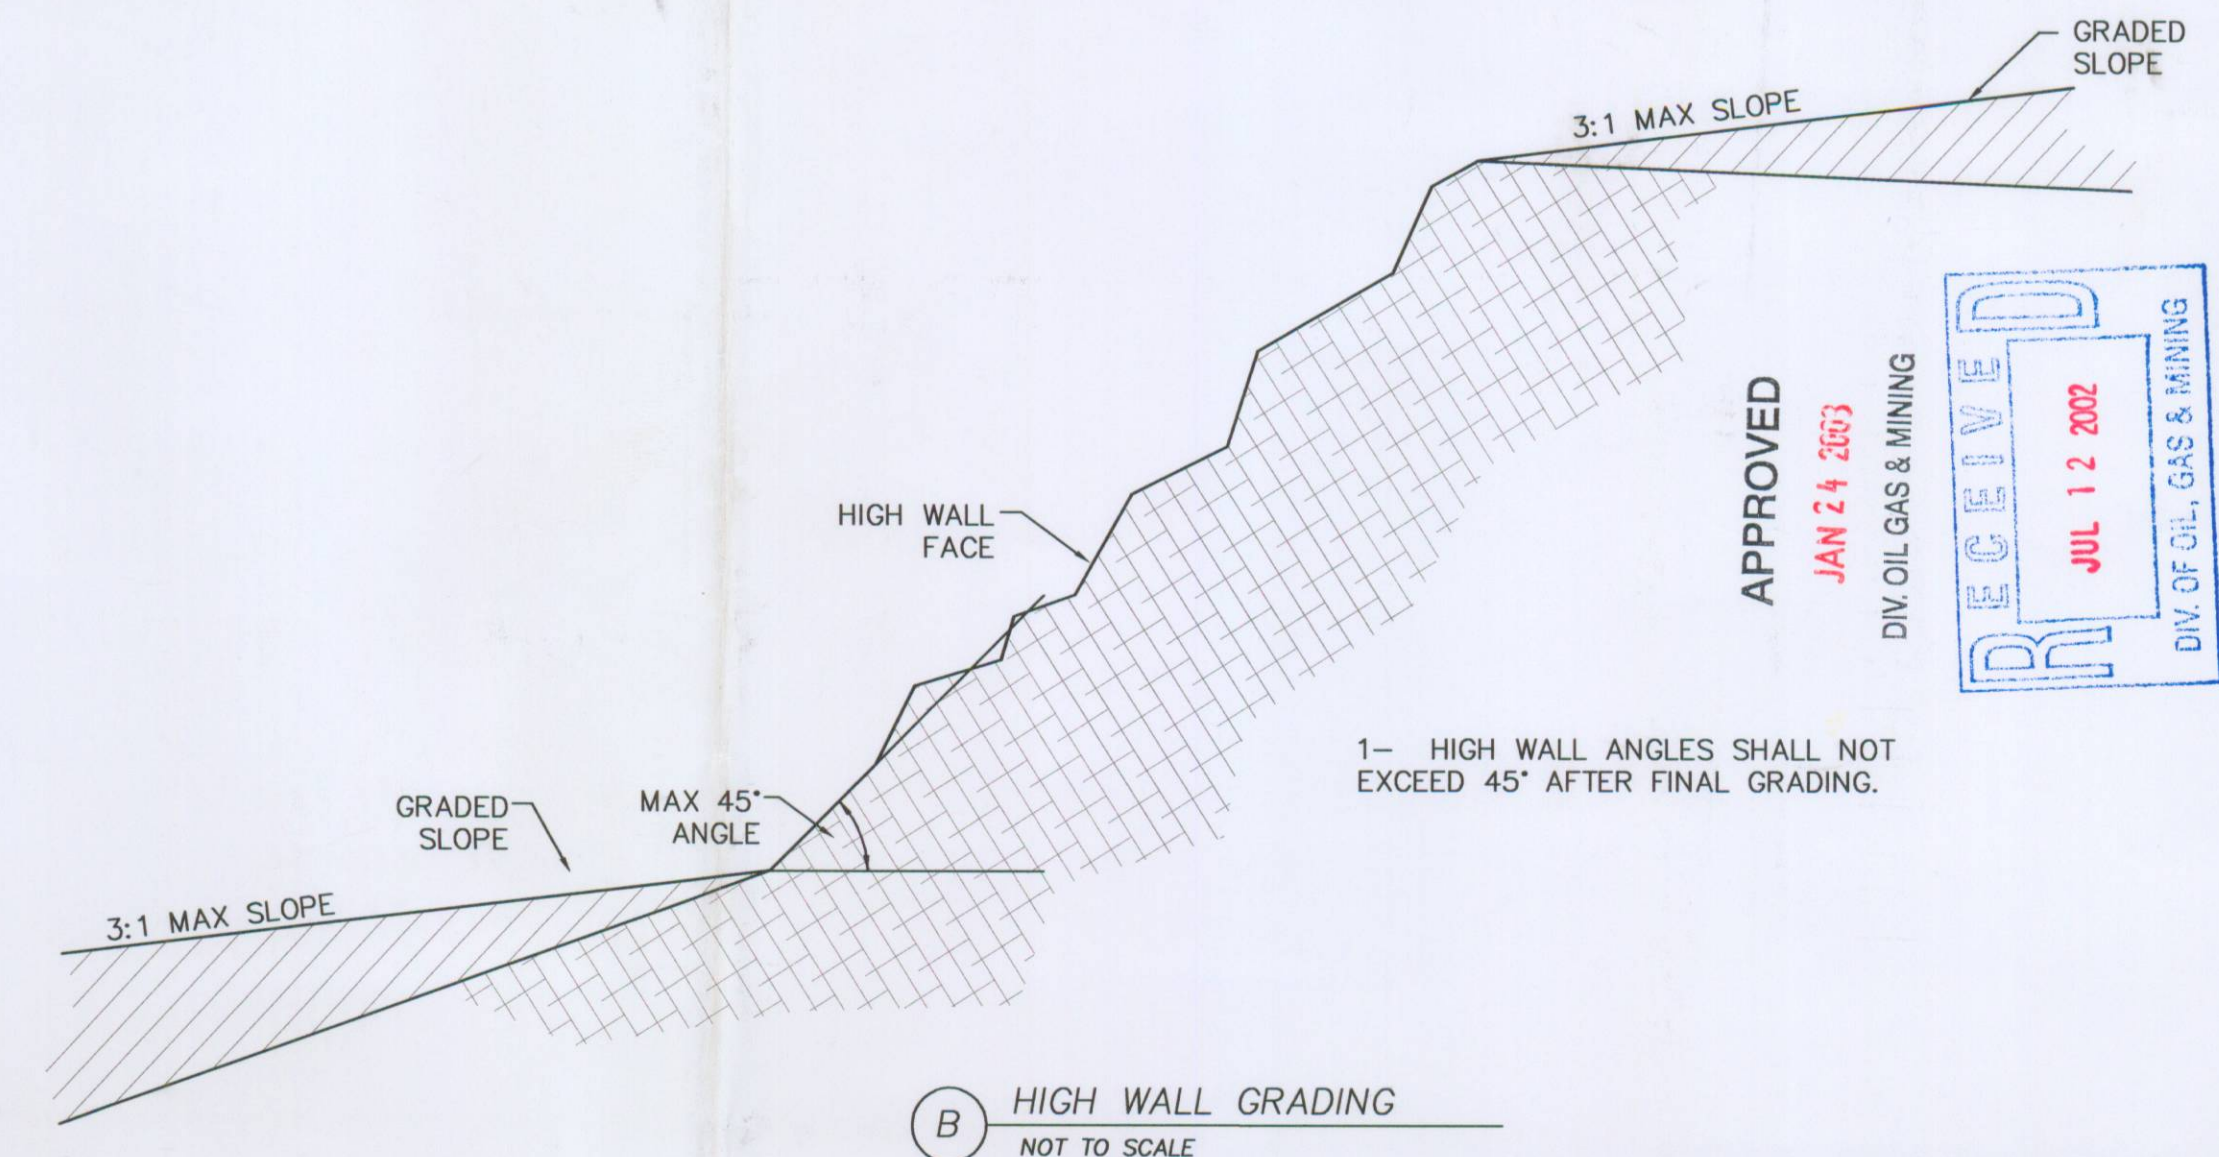 GRADED
SLOPE
3:1 MAX SLOPE
HIGH WALL
FACE
APPROVED
JAN 24 2003
DIV. OIL GAS & MINING
RECEIVED
JUL 12 2002
DIV. OF OIL, GAS & MINING
1– HIGH WALL ANGLES SHALL NOT
EXCEED 45° AFTER FINAL GRADING.
GRADED
SLOPE
MAX 45°
ANGLE
3:1 MAX SLOPE
B
HIGH WALL GRADING
NOT TO SCALE